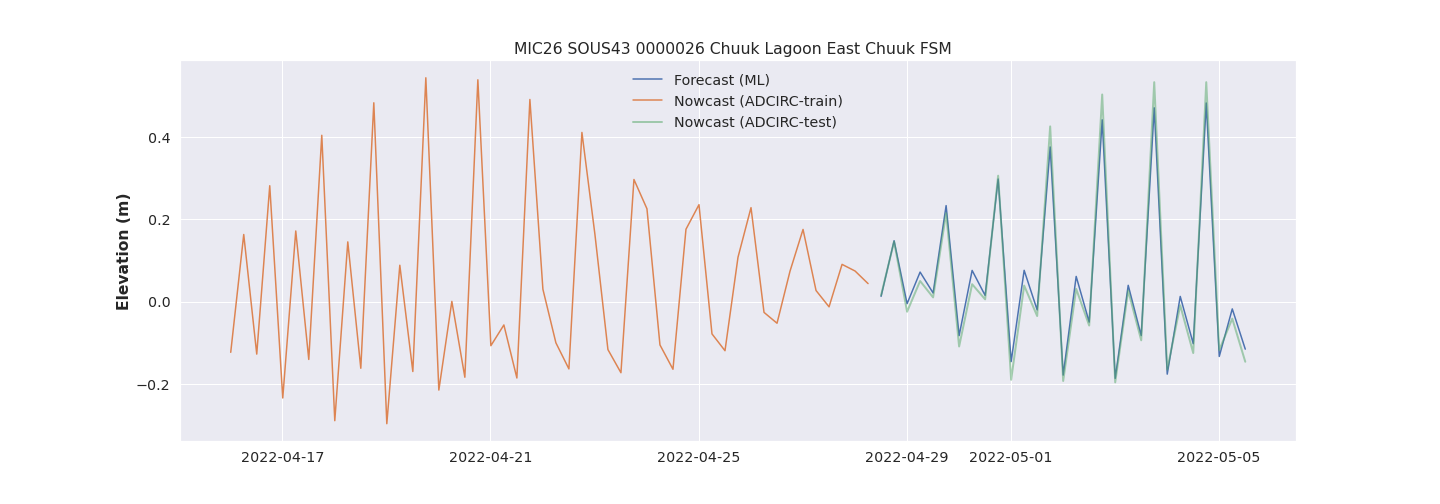 MIC26 SOUS43 0000026 Chuuk Lagoon East Chuuk FSM
Forecast (ML)
Nowcast (ADCIRC-train)
Nowcast (ADCIRC-test)
Elevation (m)
0.4
0.2
0.0
−0.2
2022-04-17 2022-04-21 2022-04-25 2022-04-29 2022-05-01 2022-05-05